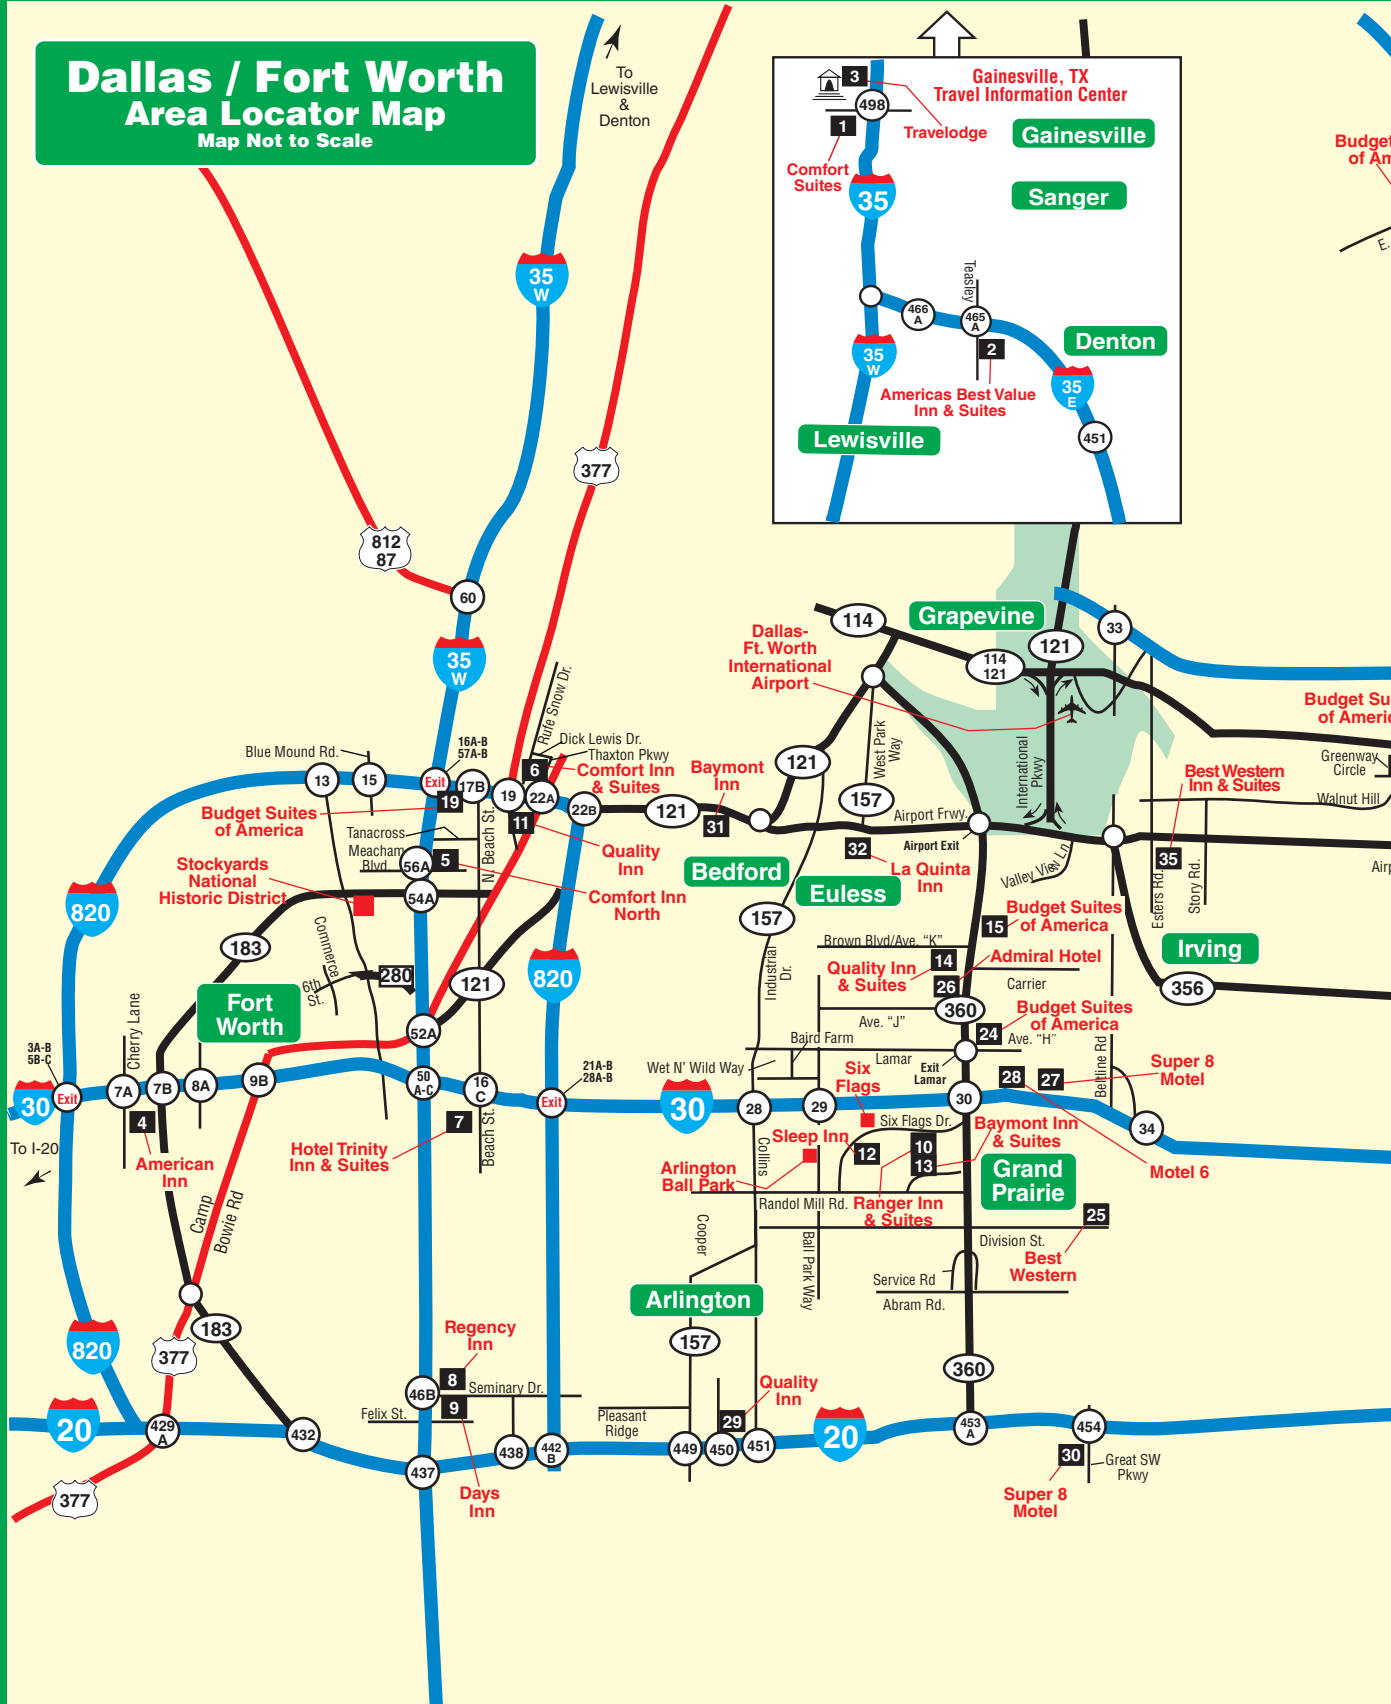 Dallas / Fort Worth
Area Locator Map
Map Not to Scale
To
Lewisville
&
Denton
Gainesville, TX
Travel Information Center
3
498
1
Travelodge
Comfort
Suites
Gainesville
Sanger
35
Teasley
466
A
465
A
2
35
W
Denton
35
E
Americas Best Value
Inn & Suites
451
Lewisville
Budget
of Am
E.
35
W
377
812
87
60
35
W
114
Grapevine
33
121
114
121
Dallas-
Ft. Worth
International
Airport
Budget Su
of Americ
Rufe Snow Dr.
Dick Lewis Dr.
Thaxton Pkwy
16A-B
57A-B
Blue Mound Rd.
13
15
Exit
17B
19
6
22A
22B
Comfort Inn
& Suites
19
Budget Suites
of America
11
Quality
Inn
121
Baymont
Inn
31
121
West Park
Way
157
International
Pkwy
Airport Frwy.
Airport Exit
Greenway
Circle
Best Western
Inn & Suites
Walnut Hill
Tanacross
Meacham
Blvd.
56A
5
N. Beach St.
Comfort Inn
North
54A
Stockyards
National
Historic District
820
183
Commerce
6th
St.
280
121
820
Bedford
Euless
32
La Quinta
Inn
Valley View Ln.
35
Esters Rd.
Story Rd.
Airp
157
Industrial
Dr.
15
Budget Suites
of America
Brown Blvd/Ave. “K”
14
Quality Inn
& Suites
Admiral Hotel
26
Carrier
360
Irving
356
Fort
Worth
52A
3A-B
5B-C
Cherry Lane
Exit
30
7A
7B
8A
9B
50
A-C
16
C
21A-B
28A-B
Exit
30
To I-20
4
American
Inn
Hotel Trinity
Inn & Suites
7
Beach St.
Ave. “J”
24
Budget Suites
of America
Ave. “H”
Baird Farm
Lamar
Exit
Lamar
Wet N’ Wild Way
Beltline Rd
Six
Flags
28
29
30
28
27
Super 8
Motel
34
Six Flags Dr.
Sleep Inn
12
10
13
Baymont Inn
& Suites
Motel 6
Collins
Arlington
Ball Park
Grand
Prairie
Randol Mill Rd.
Ranger Inn
& Suites
25
Best
Western
Division St.
Cooper
Ball Park Way
Service Rd
Abram Rd.
Camp
Bowie Rd
183
377
820
Arlington
157
360
Regency
Inn
8
46B
Seminary Dr.
9
Felix St.
Days
Inn
20
429
A
432
437
438
442
B
377
Pleasant
Ridge
Quality
Inn
29
449
450
451
20
453
A
454
30
Great SW
Pkwy
Super 8
Motel